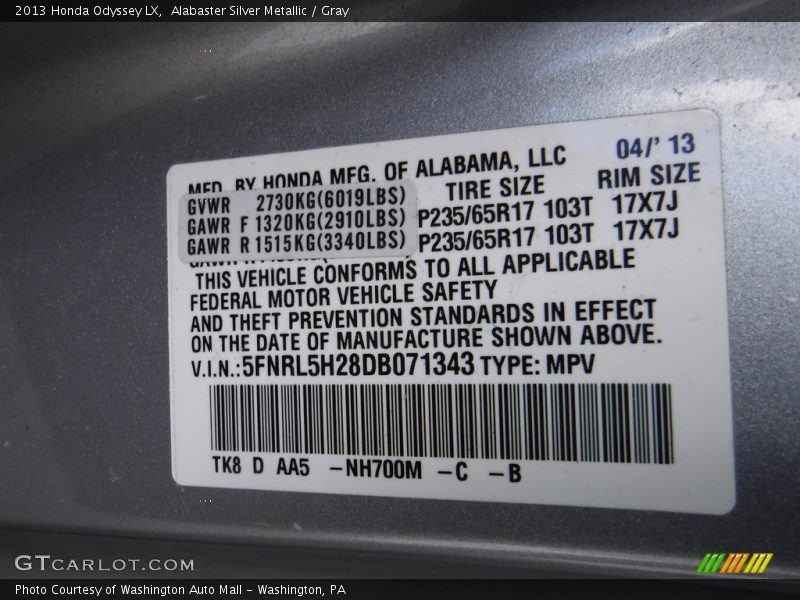 2013 Honda Odyssey LX,  Alabaster Silver Metallic / Gray
MFD. BY HONDA MFG. OF ALABAMA, LLC 04/' 13
TIRE SIZE RIM SIZE
GVWR 2730KG(6019LBS)
GAWR F 1320KG(2910LBS) P235/65R17 103T 17X7J
GAWR R 1515KG(3340LBS) P235/65R17 103T 17X7J
THIS VEHICLE CONFORMS TO ALL APPLICABLE
FEDERAL MOTOR VEHICLE SAFETY
AND THEFT PREVENTION STANDARDS IN EFFECT
ON THE DATE OF MANUFACTURE SHOWN ABOVE.
V.I.N.:5FNRL5H28DB071343 TYPE: MPV
TK8 D AA5 -NH700M -C -B
GTCARLOT.COM
Photo Courtesy of Washington Auto Mall - Washington, PA